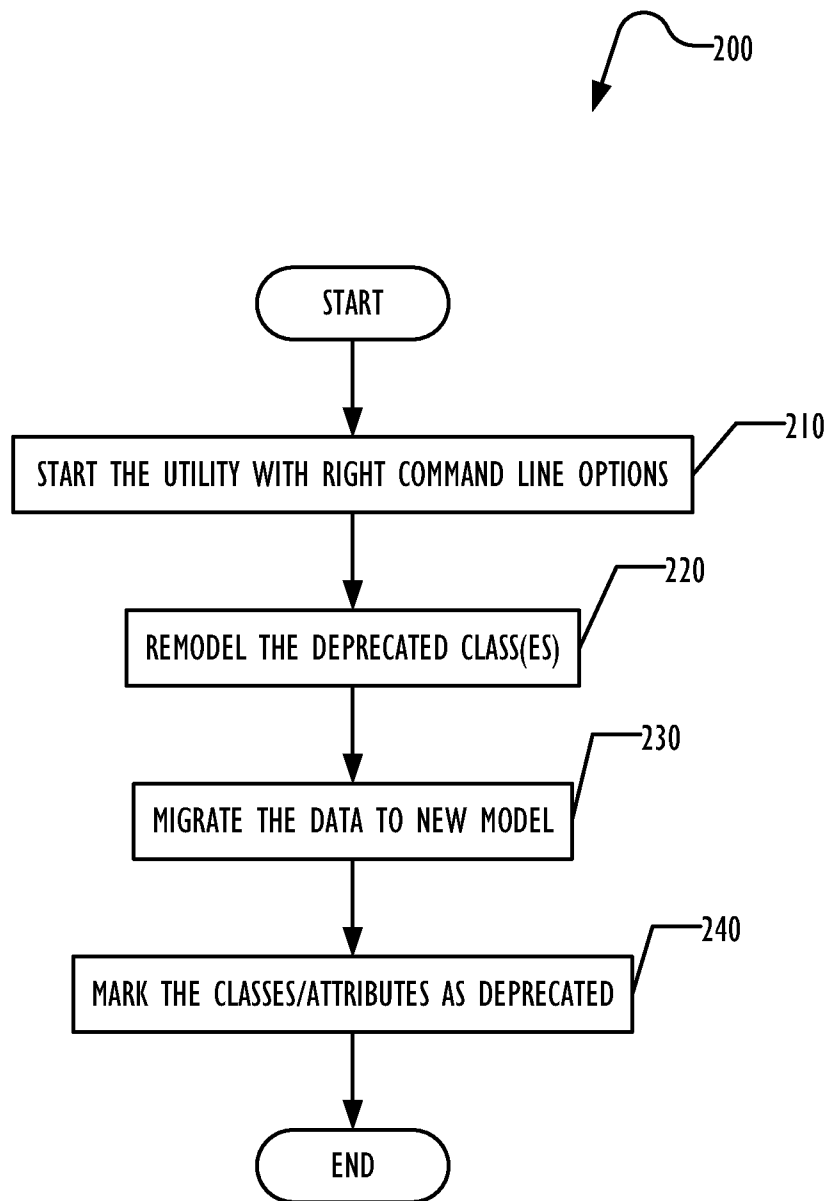 200
START
210
START THE UTILITY WITH RIGHT COMMAND LINE OPTIONS
220
REMODEL THE DEPRECATED CLASS(ES)
230
MIGRATE THE DATA TO NEW MODEL
240
MARK THE CLASSES/ATTRIBUTES AS DEPRECATED
END